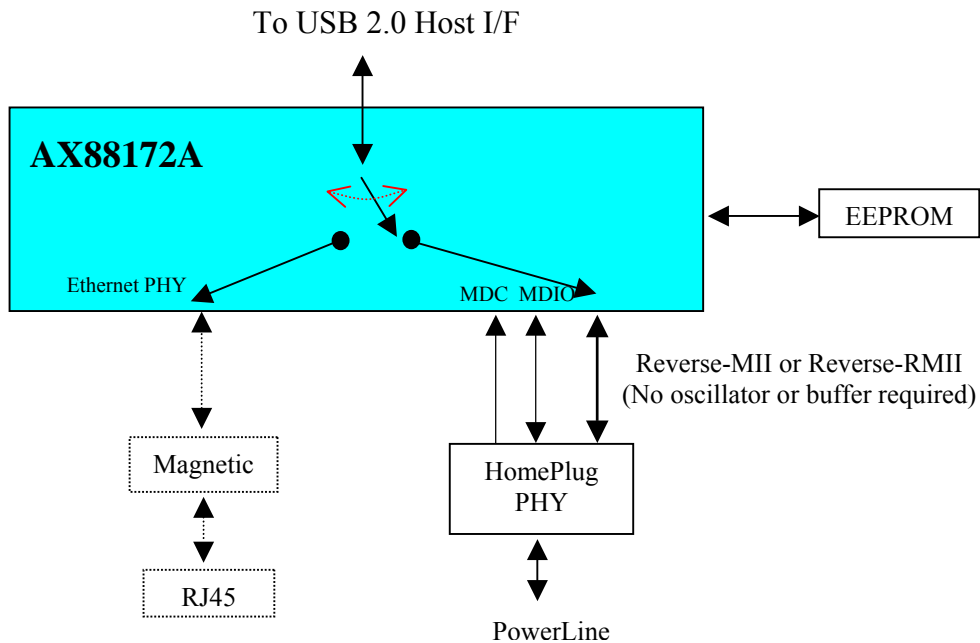 To USB 2.0 Host I/F
AX88172A
EEPROM
Ethernet PHY
MDC MDIO
Reverse-MII or Reverse-RMII
(No oscillator or buffer required)
Magnetic
HomePlug
PHY
RJ45
PowerLine